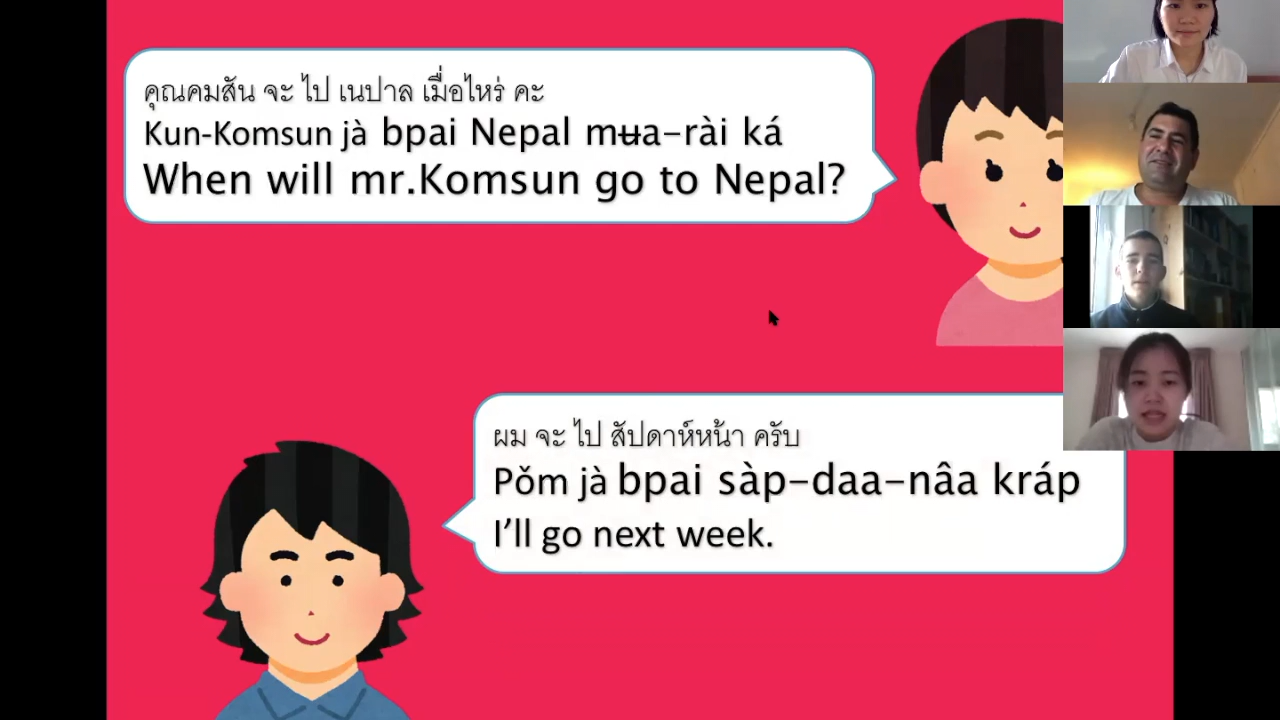 คุณคมสัน จะ ไป เนปาล เมื่อไหร่ คะ
Kun-Komsun jà bpai Nepal mʉa-rài ká
When will mr.Komsun go to Nepal?
ผม จะ ไป สัปดาห์หน้า ครับ
Pǒm jà bpai sàp-daa-nâa kráp
I’ll go next week.